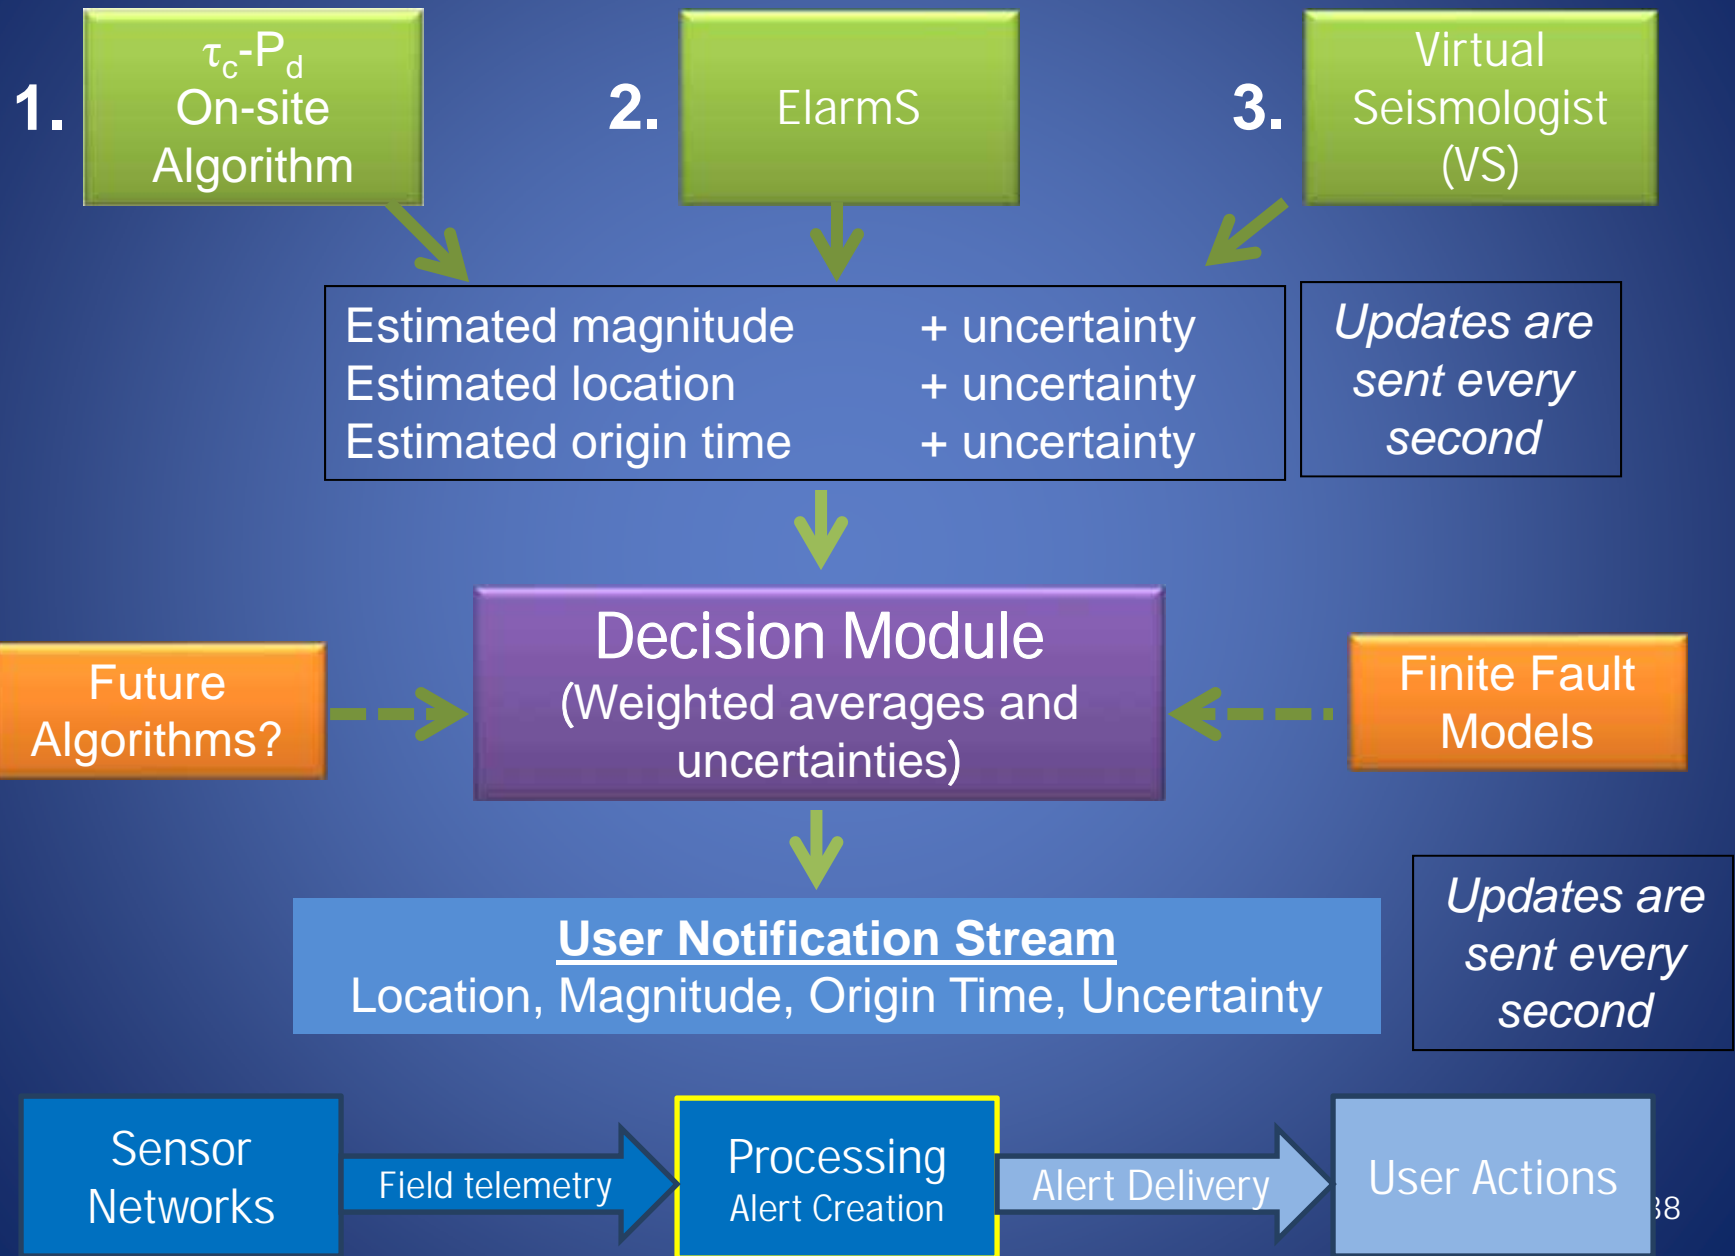 1.
τc-Pd
On-site
Algorithm
2.
ElarmS
3.
Virtual
Seismologist
(VS)
Estimated magnitude + uncertainty
Estimated location + uncertainty
Estimated origin time + uncertainty
Updates are
sent every
second
Future
Algorithms?
Decision Module
(Weighted averages and
uncertainties)
Finite Fault
Models
User Notification Stream
Location, Magnitude, Origin Time, Uncertainty
Updates are
sent every
second
Sensor
Networks
Field telemetry
Processing
Alert Creation
Alert Delivery
User Actions